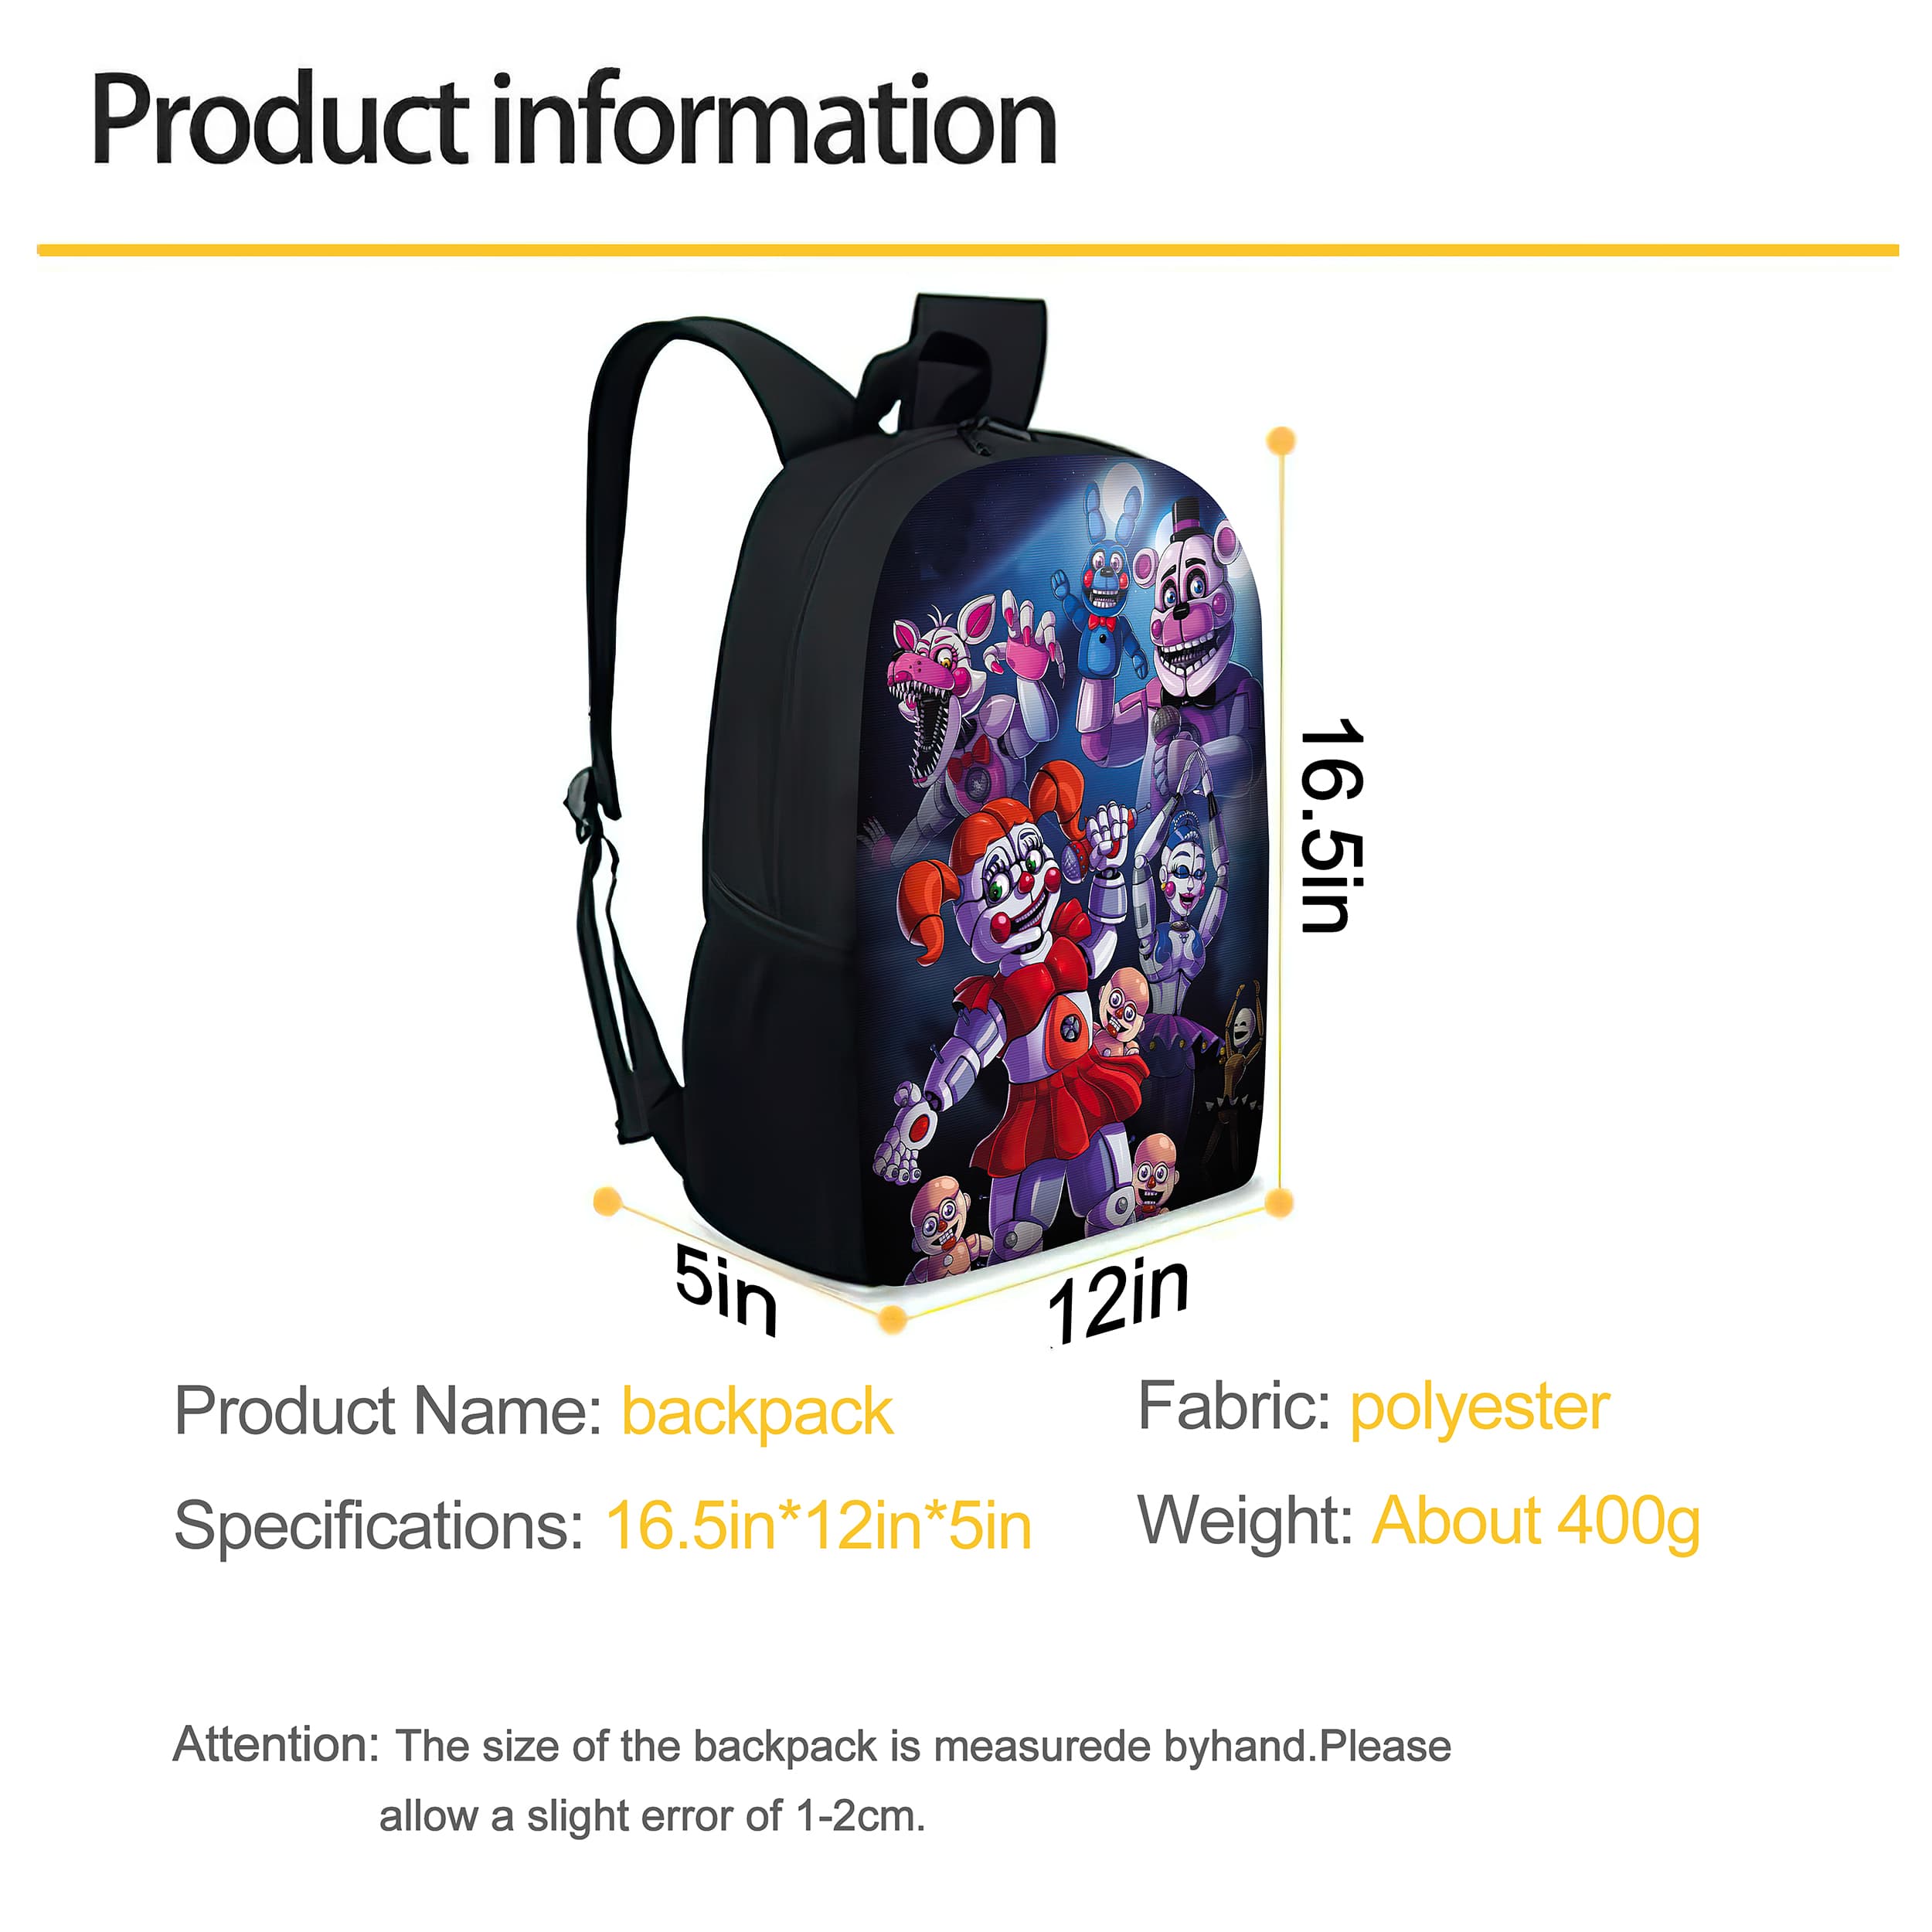 Product information
16.5in
5in
12in
Product Name: backpack
Fabric: polyester
Specifications: 16.5in*12in*5in
Weight: About 400g
Attention: The size of the backpack is measurede byhand.Please
allow a slight error of 1-2cm.